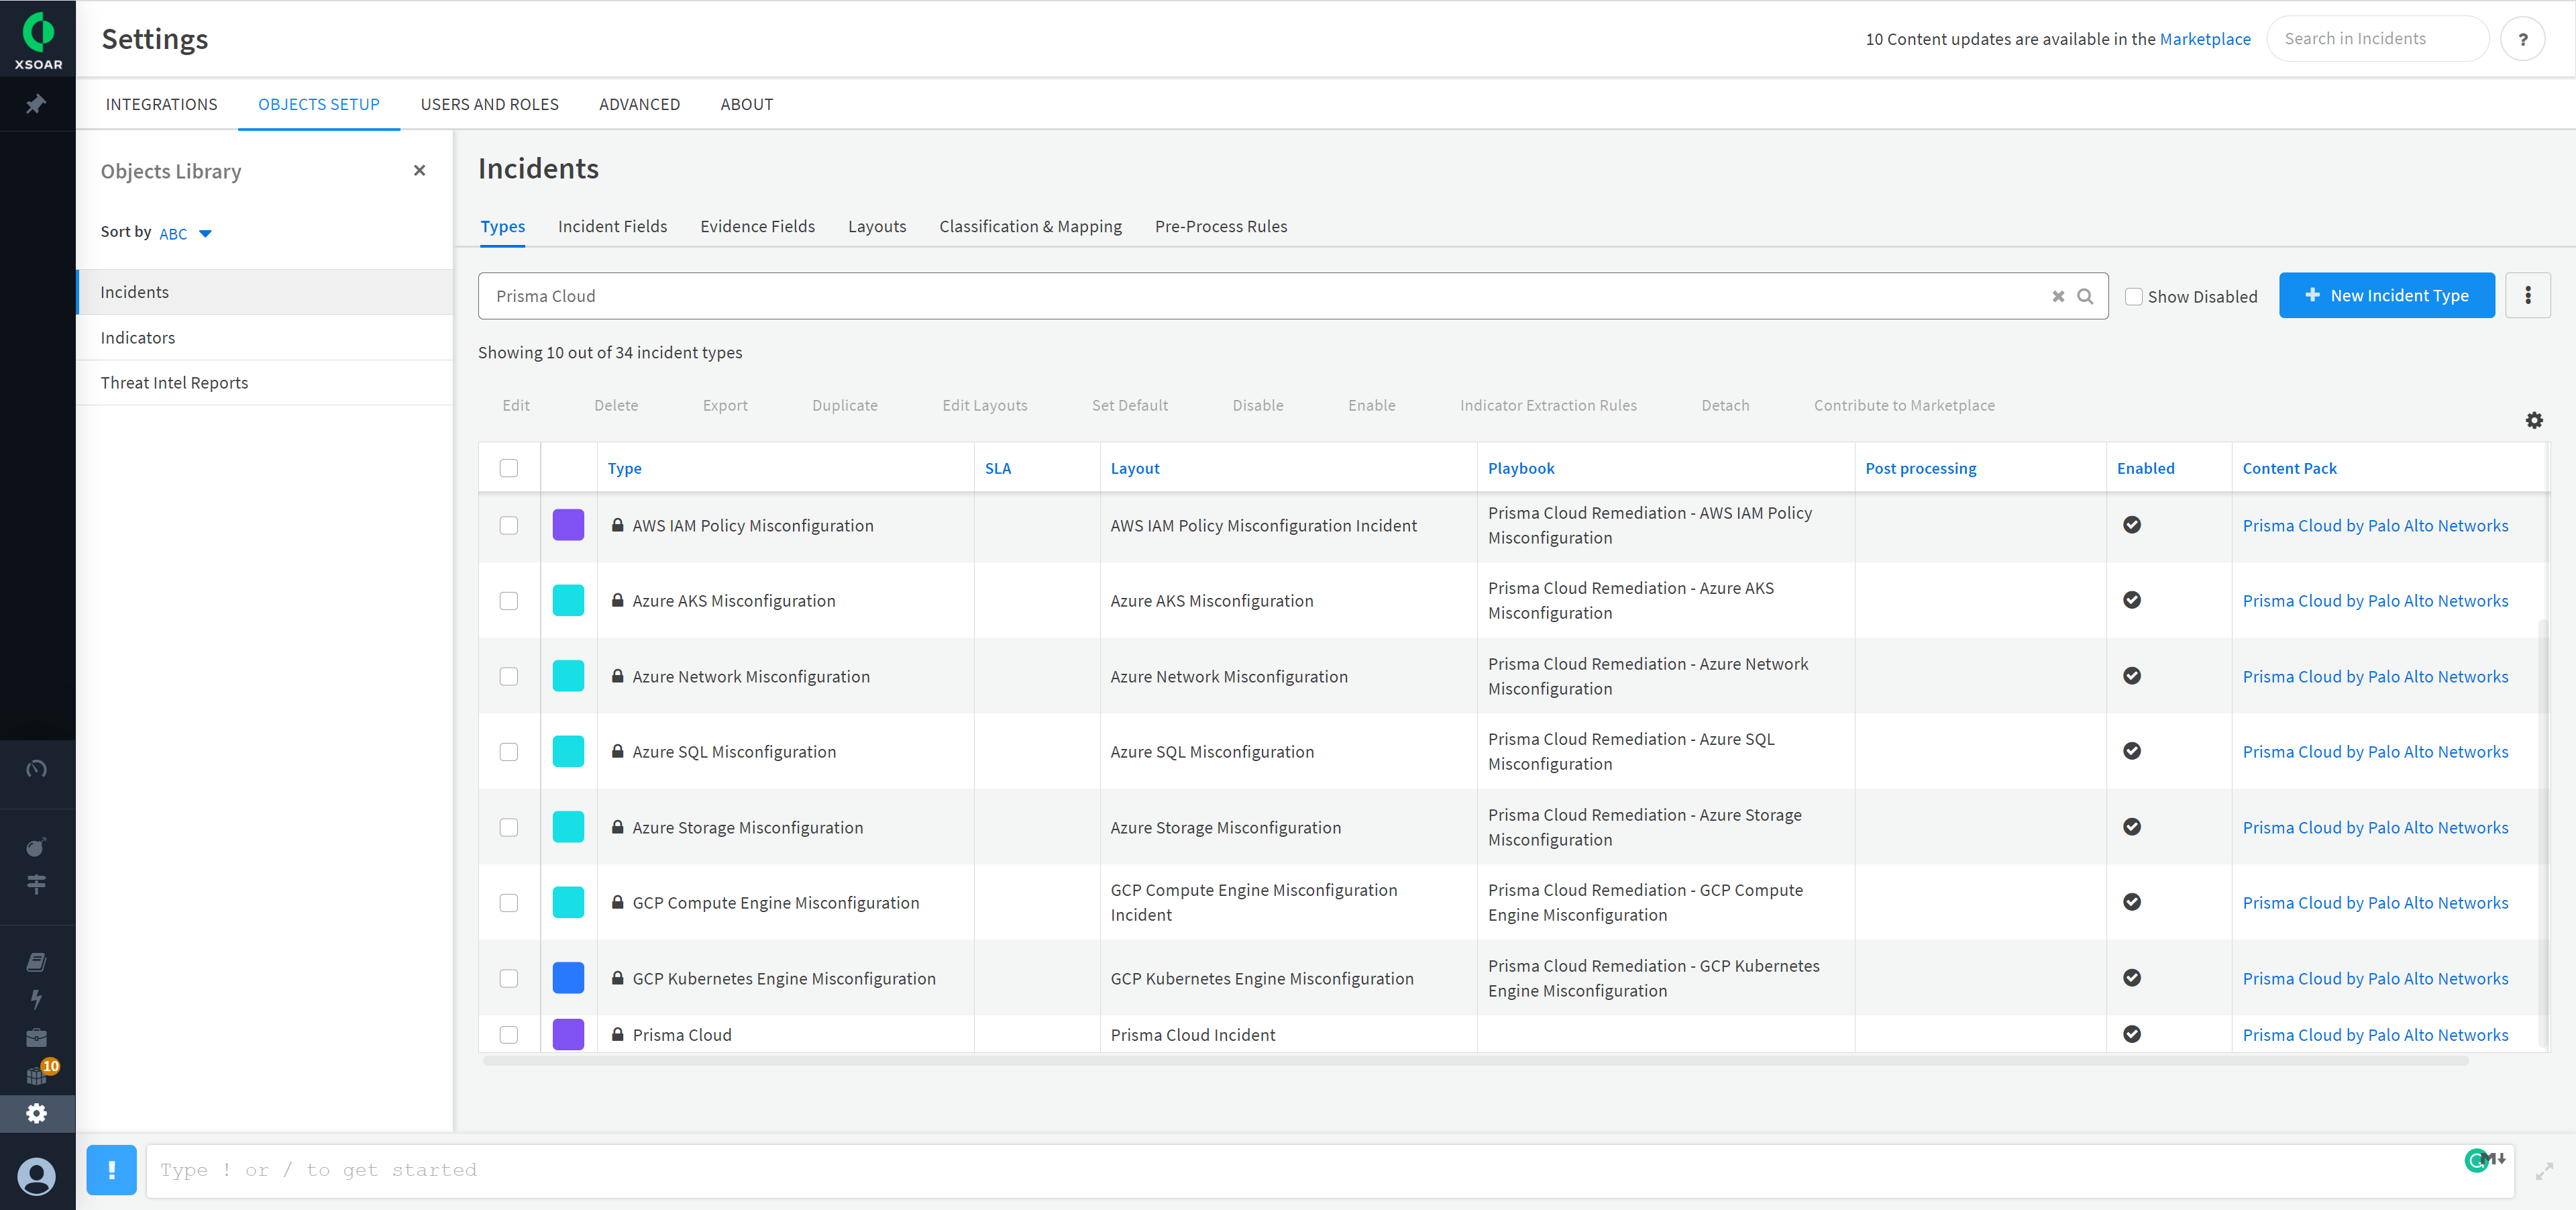 XSOAR
Settings
10 Content updates are available in the Marketplace
Search in Incidents
?
INTEGRATIONS
OBJECTS SETUP
USERS AND ROLES
ADVANCED
ABOUT
Objects Library
Sort by ABC
Incidents
Indicators
Threat Intel Reports
Incidents
Types
Incident Fields
Evidence Fields
Layouts
Classification & Mapping
Pre-Process Rules
Prisma Cloud
Show Disabled
New Incident Type
Showing 10 out of 34 incident types
Edit
Delete
Export
Duplicate
Edit Layouts
Set Default
Disable
Enable
Indicator Extraction Rules
Detach
Contribute to Marketplace
Type
SLA
Layout
Playbook
Post processing
Enabled
Content Pack
AWS IAM Policy Misconfiguration
AWS IAM Policy Misconfiguration Incident
Prisma Cloud Remediation - AWS IAM Policy
Misconfiguration
Prisma Cloud by Palo Alto Networks
Azure AKS Misconfiguration
Azure AKS Misconfiguration
Prisma Cloud Remediation - Azure AKS
Misconfiguration
Prisma Cloud by Palo Alto Networks
Azure Network Misconfiguration
Azure Network Misconfiguration
Prisma Cloud Remediation - Azure Network
Misconfiguration
Prisma Cloud by Palo Alto Networks
Azure SQL Misconfiguration
Azure SQL Misconfiguration
Prisma Cloud Remediation - Azure SQL
Misconfiguration
Prisma Cloud by Palo Alto Networks
Azure Storage Misconfiguration
Azure Storage Misconfiguration
Prisma Cloud Remediation - Azure Storage
Misconfiguration
Prisma Cloud by Palo Alto Networks
GCP Compute Engine Misconfiguration
GCP Compute Engine Misconfiguration
Incident
Prisma Cloud Remediation - GCP Compute
Engine Misconfiguration
Prisma Cloud by Palo Alto Networks
GCP Kubernetes Engine Misconfiguration
GCP Kubernetes Engine Misconfiguration
Prisma Cloud Remediation - GCP Kubernetes
Engine Misconfiguration
Prisma Cloud by Palo Alto Networks
Prisma Cloud
Prisma Cloud Incident
Prisma Cloud by Palo Alto Networks
10
!
Type ! or / to get started